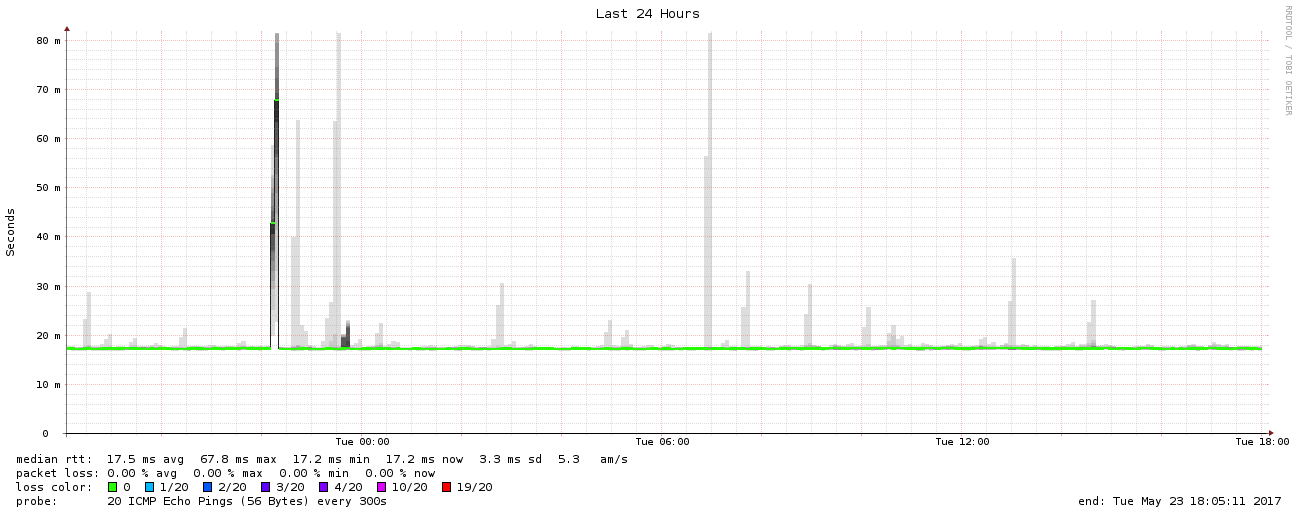 Last 24 Hours
RRDTOOL / TOBI OETIKER
Seconds
80 m
70 m
60 m
50 m
40 m
30 m
20 m
10 m
0
Tue 00:00 Tue 06:00 Tue 12:00 Tue 18:00
median rtt: 17.5 ms avg 67.8 ms max 17.2 ms min 17.2 ms now 3.3 ms sd 5.3 am/s
packet loss: 0.00 % avg 0.00 % max 0.00 % min 0.00 % now
loss color: 0 1/20 2/20 3/20 4/20 10/20 19/20
probe: 20 ICMP Echo Pings (56 Bytes) every 300s end: Tue May 23 18:05:11 2017